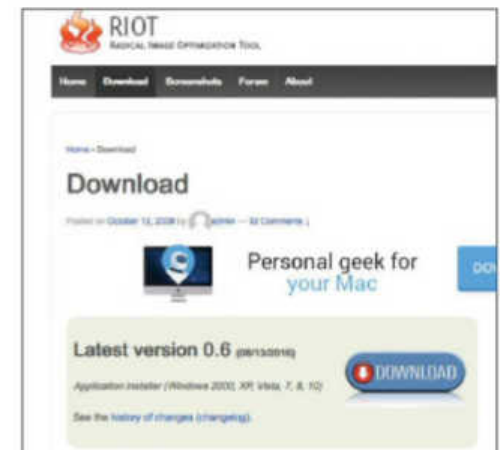 RIOT
RADICAL IMAGE OPTIMIZATION TOOL
Home Download Screenshots Forum About
Home › Download
Download
Posted on October 12, 2008 by admin — 52 Comments ↓
Personal geek for
your Mac
DO
Latest version 0.6
DOWNLOAD
Application installer (Windows 2000, XP, Vista, 7, 8, 10)
See the history of changes (changelog).